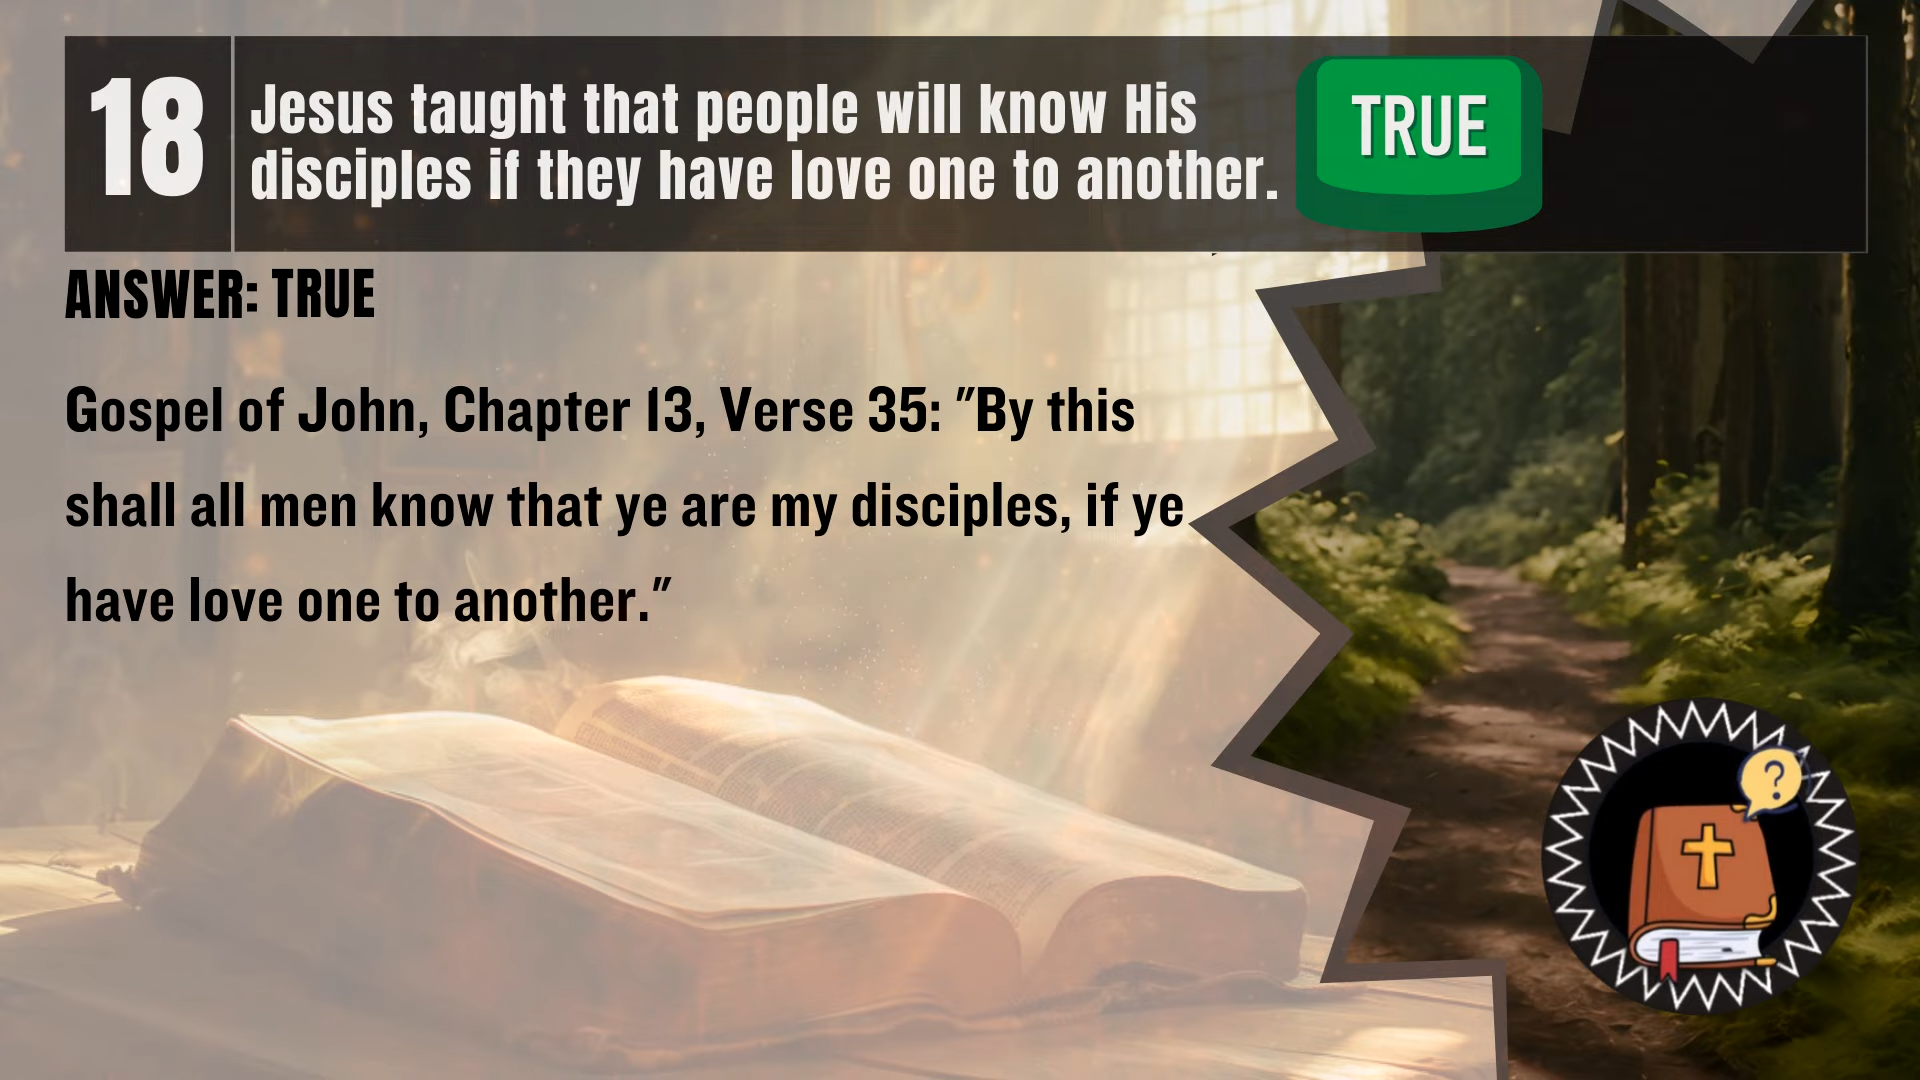 18
Jesus taught that people will know His
disciples if they have love one to another.
TRUE
ANSWER: TRUE
Gospel of John, Chapter 13, Verse 35: "By this
shall all men know that ye are my disciples, if ye
have love one to another."
?